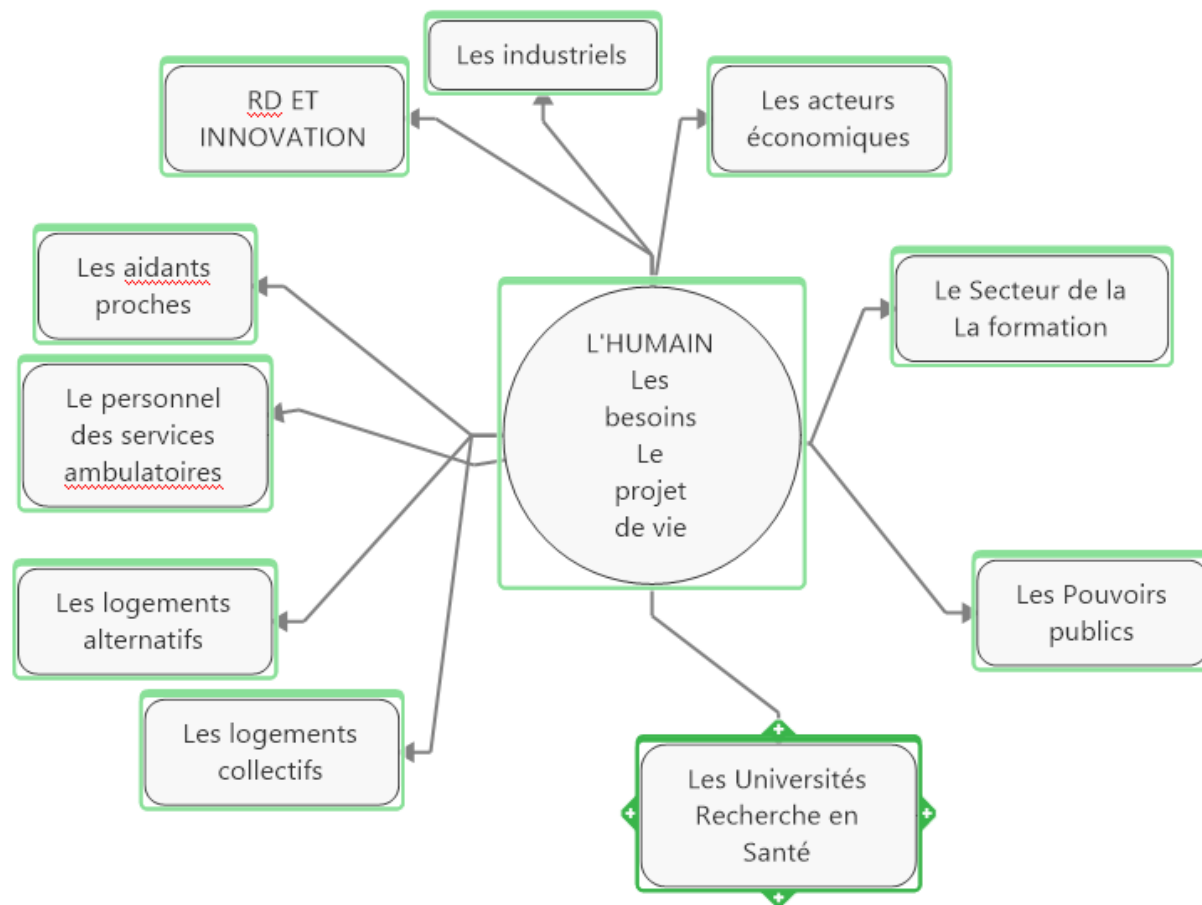 Les industriels
RD ET
INNOVATION
Les acteurs
économiques
Les aidants
proches
Le Secteur de la
La formation
L'HUMAIN
Les
besoins
Le
projet
de vie
Le personnel
des services
ambulatoires
Les logements
alternatifs
Les Pouvoirs
publics
Les logements
collectifs
Les Universités
Recherche en
Santé